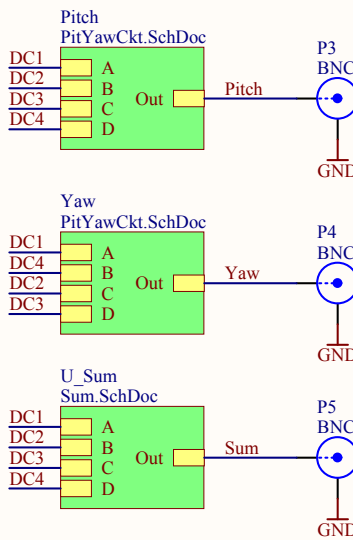 Pitch
PitYawCkt.SchDoc
P3
BNC
DC1
A
DC2
B
DC3
C
DC4
D
Out
Pitch
GND
Yaw
PitYawCkt.SchDoc
P4
BNC
DC1
A
DC4
B
DC2
C
DC3
D
Out
Yaw
GND
U_Sum
Sum.SchDoc
P5
BNC
DC1
A
DC2
B
DC3
C
DC4
D
Out
Sum
GND